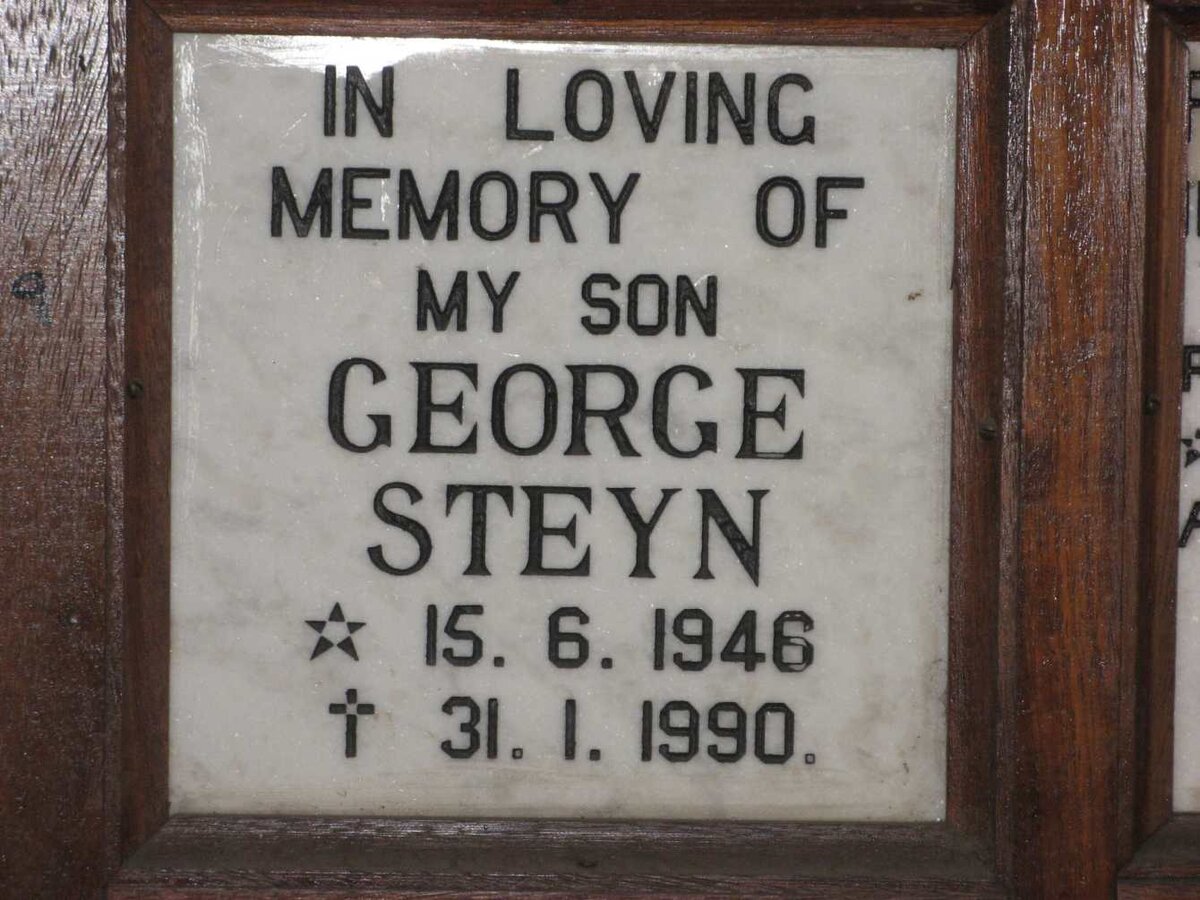 IN LOVING
MEMORY OF
MY SON
GEORGE
STEYN
☆ 15. 6. 1946
† 31. 1. 1990.